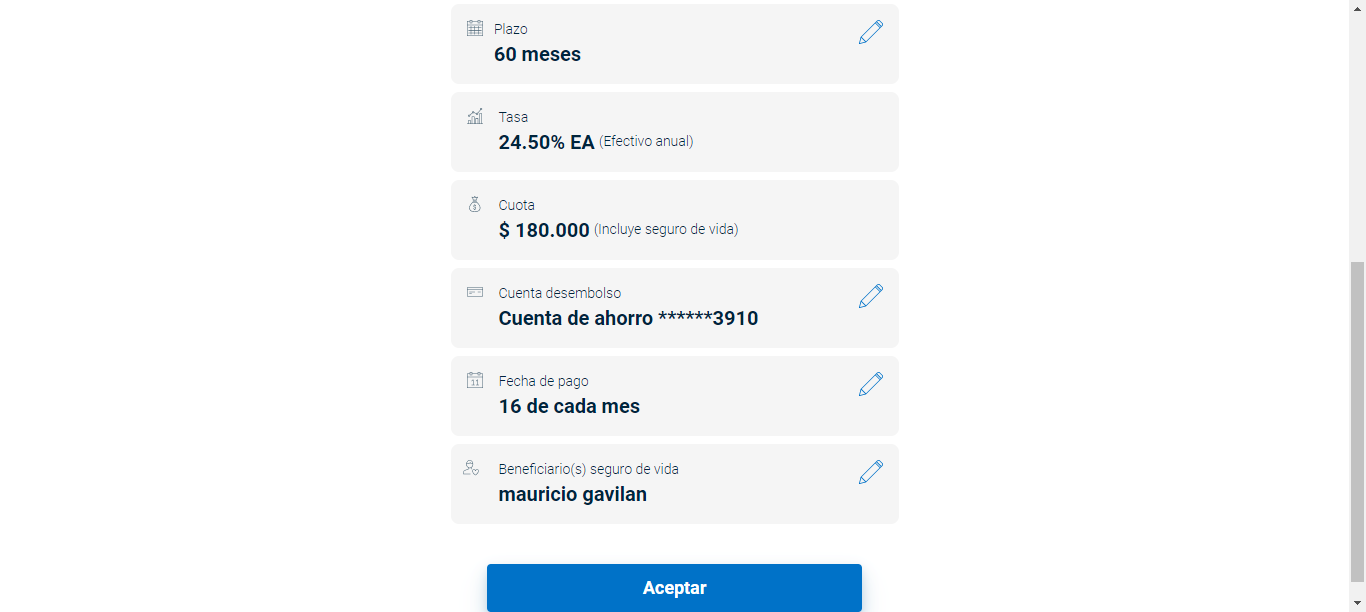 Plazo
60 meses
Tasa
24.50% EA (Efectivo anual)
Cuota
$ 180.000 (Incluye seguro de vida)
Cuenta desembolso
Cuenta de ahorro ******3910
11
Fecha de pago
16 de cada mes
Beneficiario(s) seguro de vida
mauricio gavilan
Aceptar